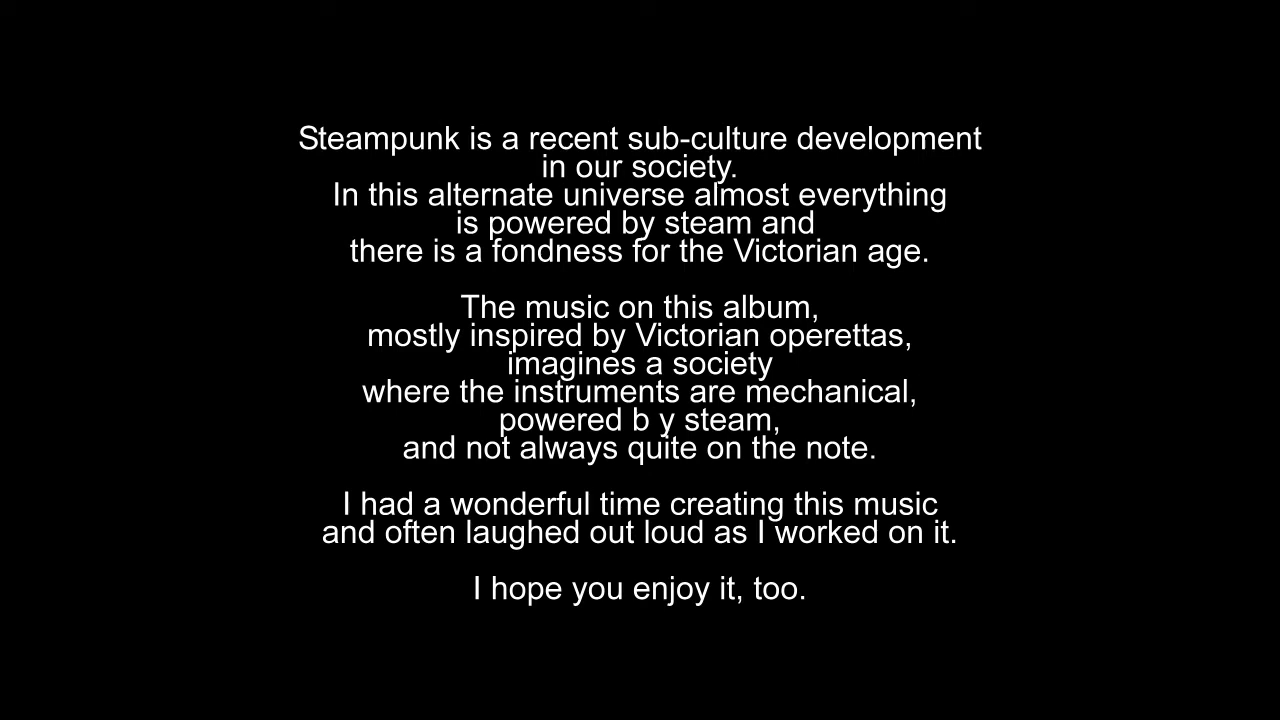 Steampunk is a recent sub-culture development
in our society.
In this alternate universe almost everything
is powered by steam and
there is a fondness for the Victorian age.
The music on this album,
mostly inspired by Victorian operettas,
imagines a society
where the instruments are mechanical,
powered b y steam,
and not always quite on the note.
I had a wonderful time creating this music
and often laughed out loud as I worked on it.
I hope you enjoy it, too.